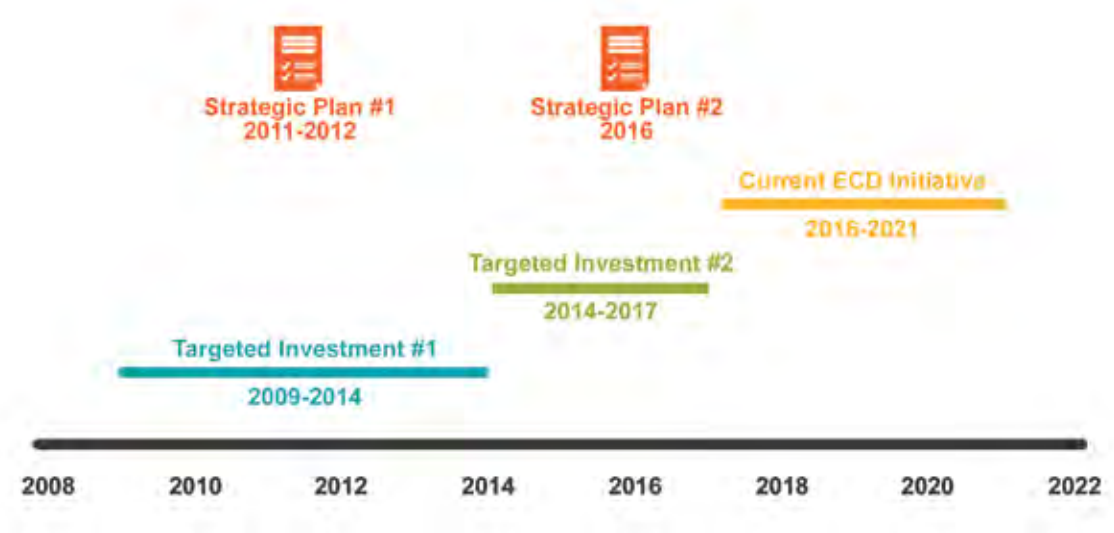 Strategic Plan #1
2011-2012
Strategic Plan #2
2016
Current ECD Initiative
2016-2021
Targeted Investment #2
2014-2017
Targeted Investment #1
2009-2014
2008 2010 2012 2014 2016 2018 2020 2022